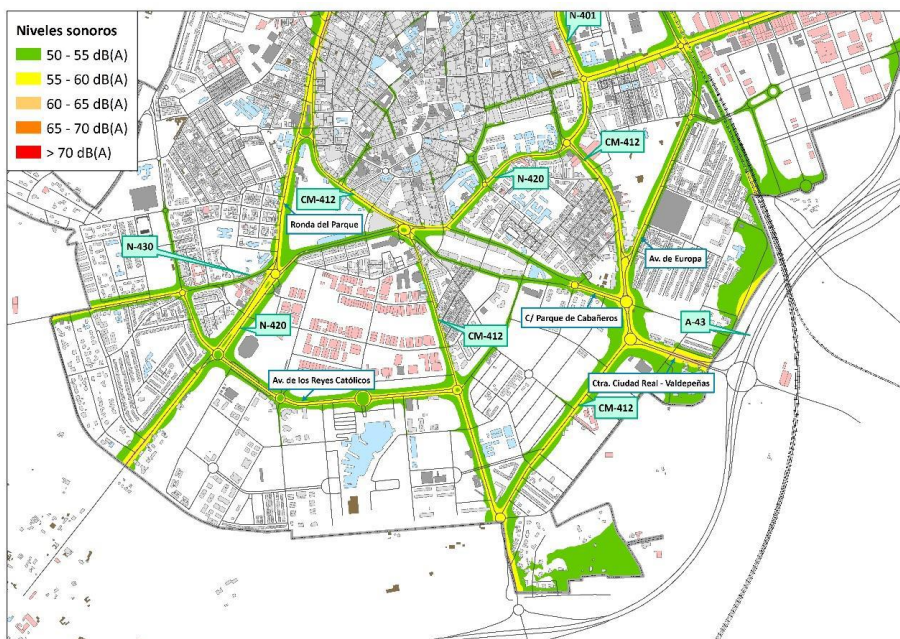 Niveles sonoros
50 - 55 dB(A)
55 - 60 dB(A)
60 - 65 dB(A)
65 - 70 dB(A)
> 70 dB(A)
N-401
CM-412
N-420
CM-412
Ronda del Parque
N-430
Av. de Europa
C/ Parque de Cabañeros
A-43
N-420
CM-412
Ctra. Ciudad Real - Valdepeñas
Av. de los Reyes Católicos
CM-412